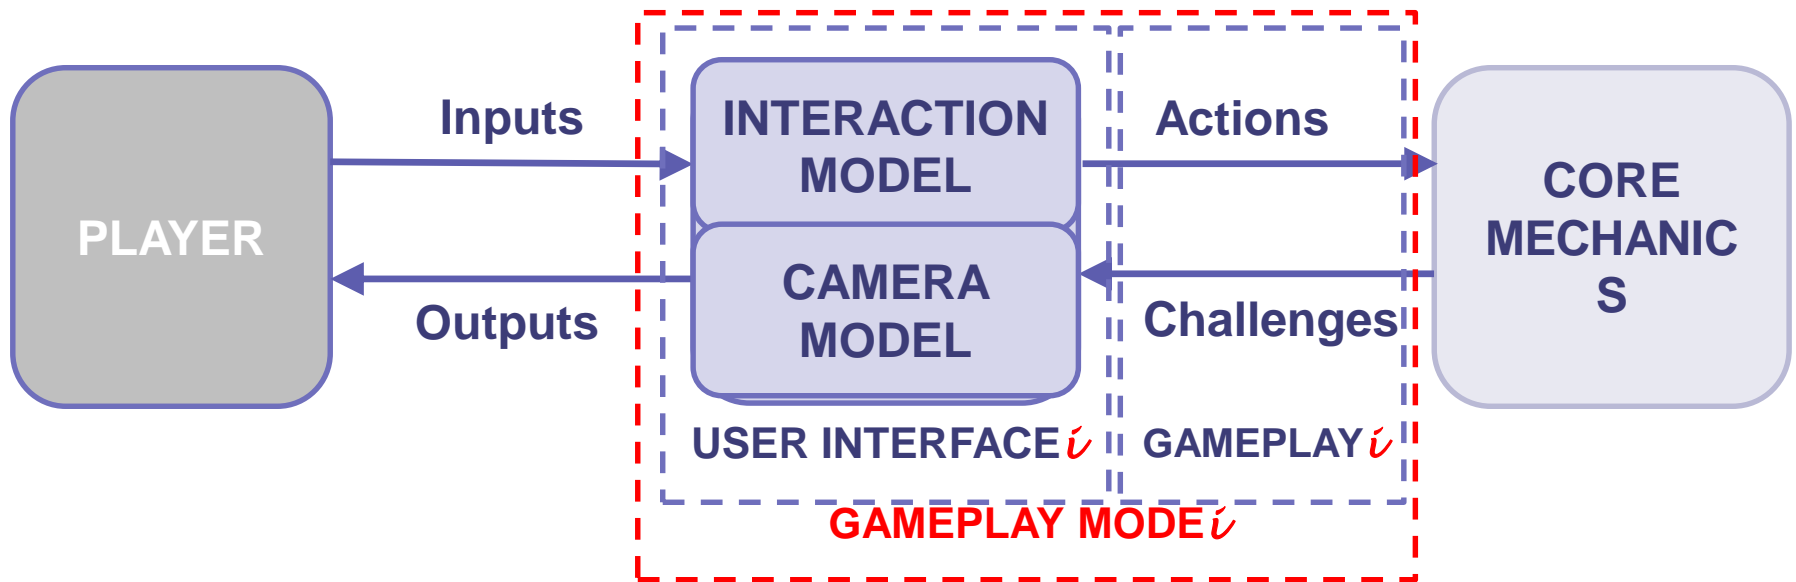 PLAYER
Inputs
Outputs
INTERACTION
MODEL
CAMERA
MODEL
USER INTERFACE i
Actions
Challenges
GAMEPLAY i
GAMEPLAY MODE i
CORE
MECHANIC
S